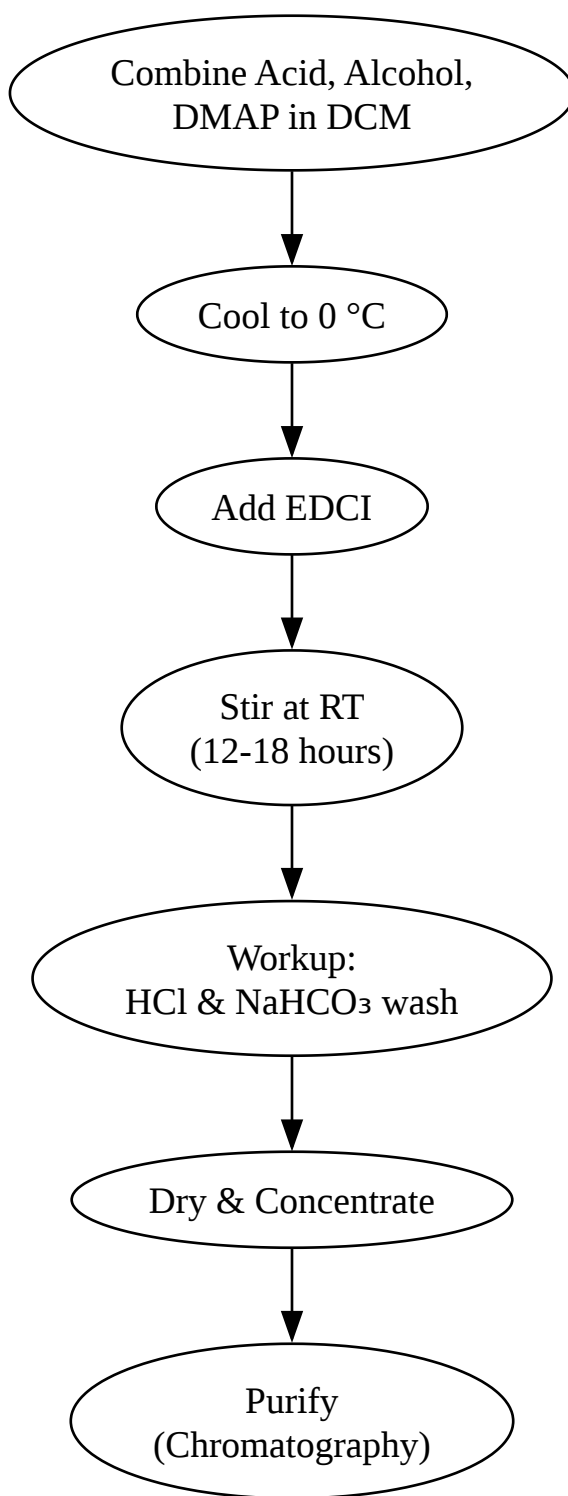 Combine Acid, Alcohol,
DMAP in DCM
Cool to 0 °C
Add EDCI
Stir at RT
(12-18 hours)
Workup:
HCl & NaHCO₃ wash
Dry & Concentrate
Purify
(Chromatography)